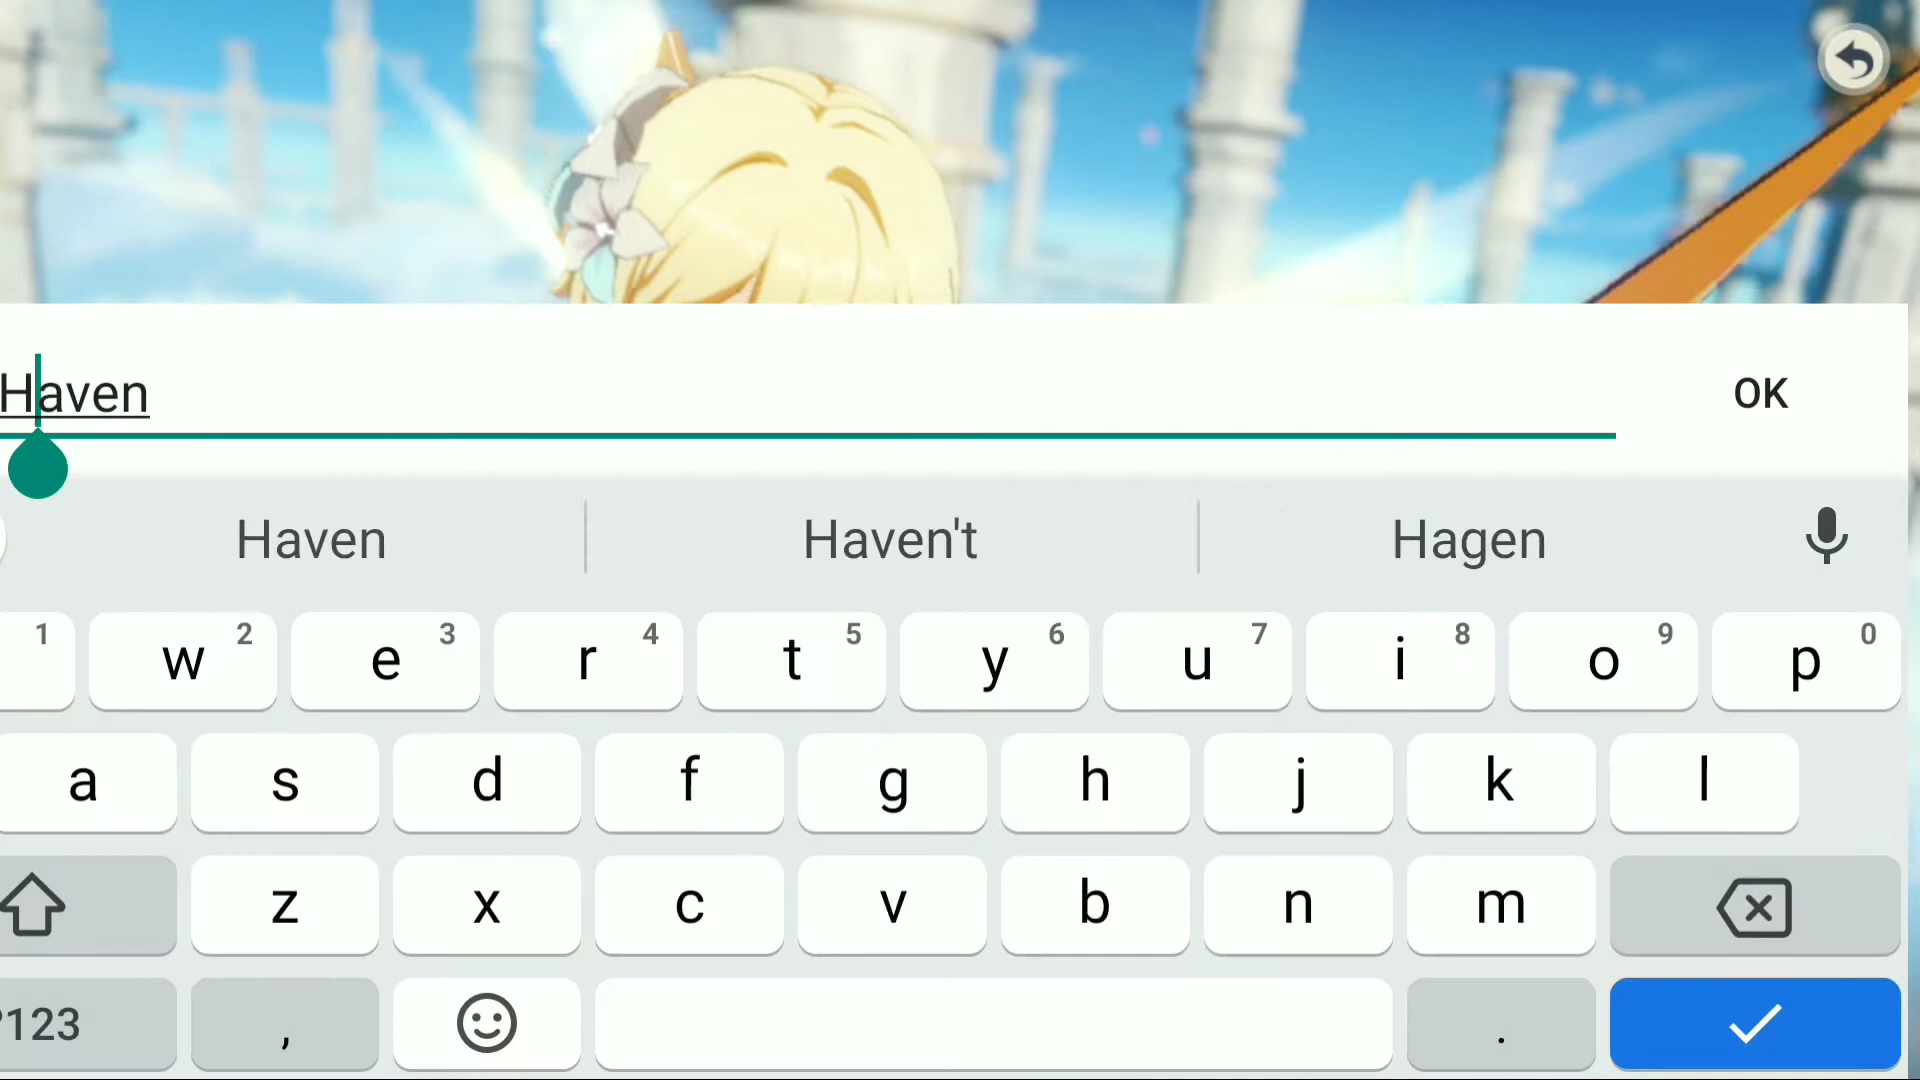 Haven
OK
Haven Haven't Hagen
1 w 2 e 3 r 4 t 5 y 6 u 7 i 8 o 9 p 0
a s d f g h j k l
z x c v b n m
?123 , .